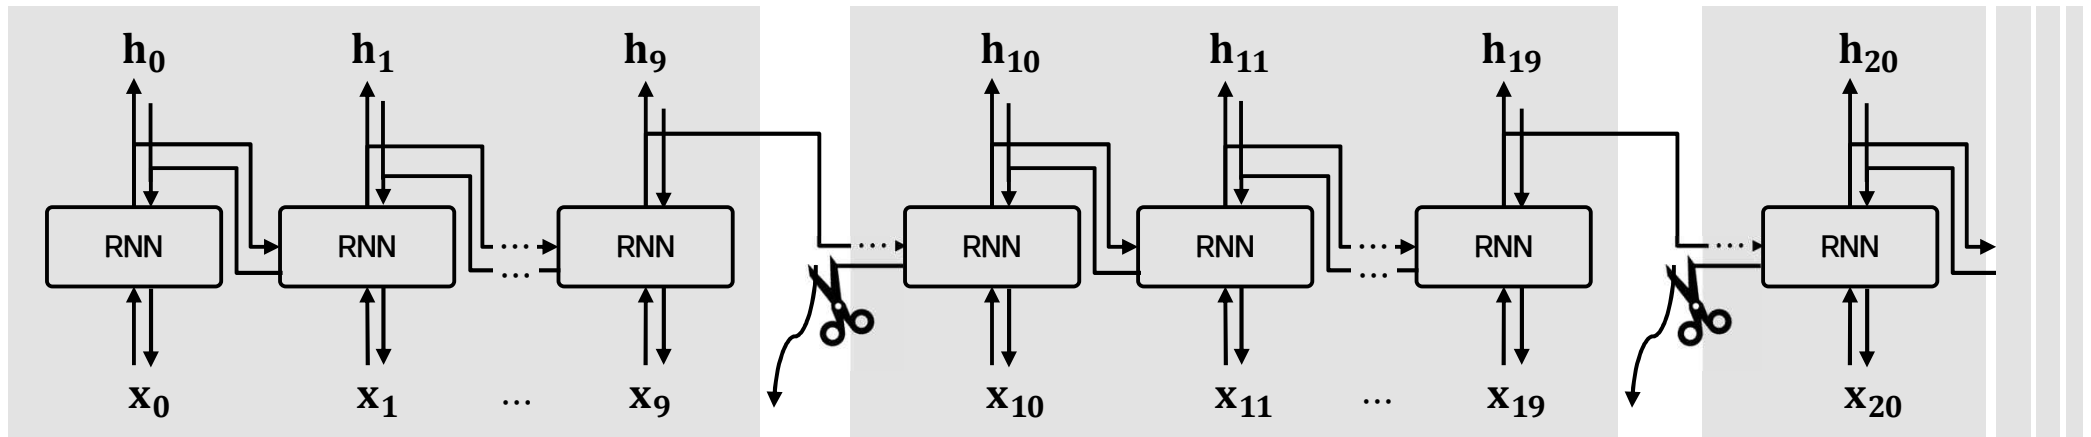 h₀ h₁ h₉ h₁₀ h₁₁ h₁₉ h₂₀
RNN RNN ··· RNN ··· RNN RNN ··· RNN ··· RNN
···  ···
x₀ x₁ ... x₉ x₁₀ x₁₁ ... x₁₉ x₂₀